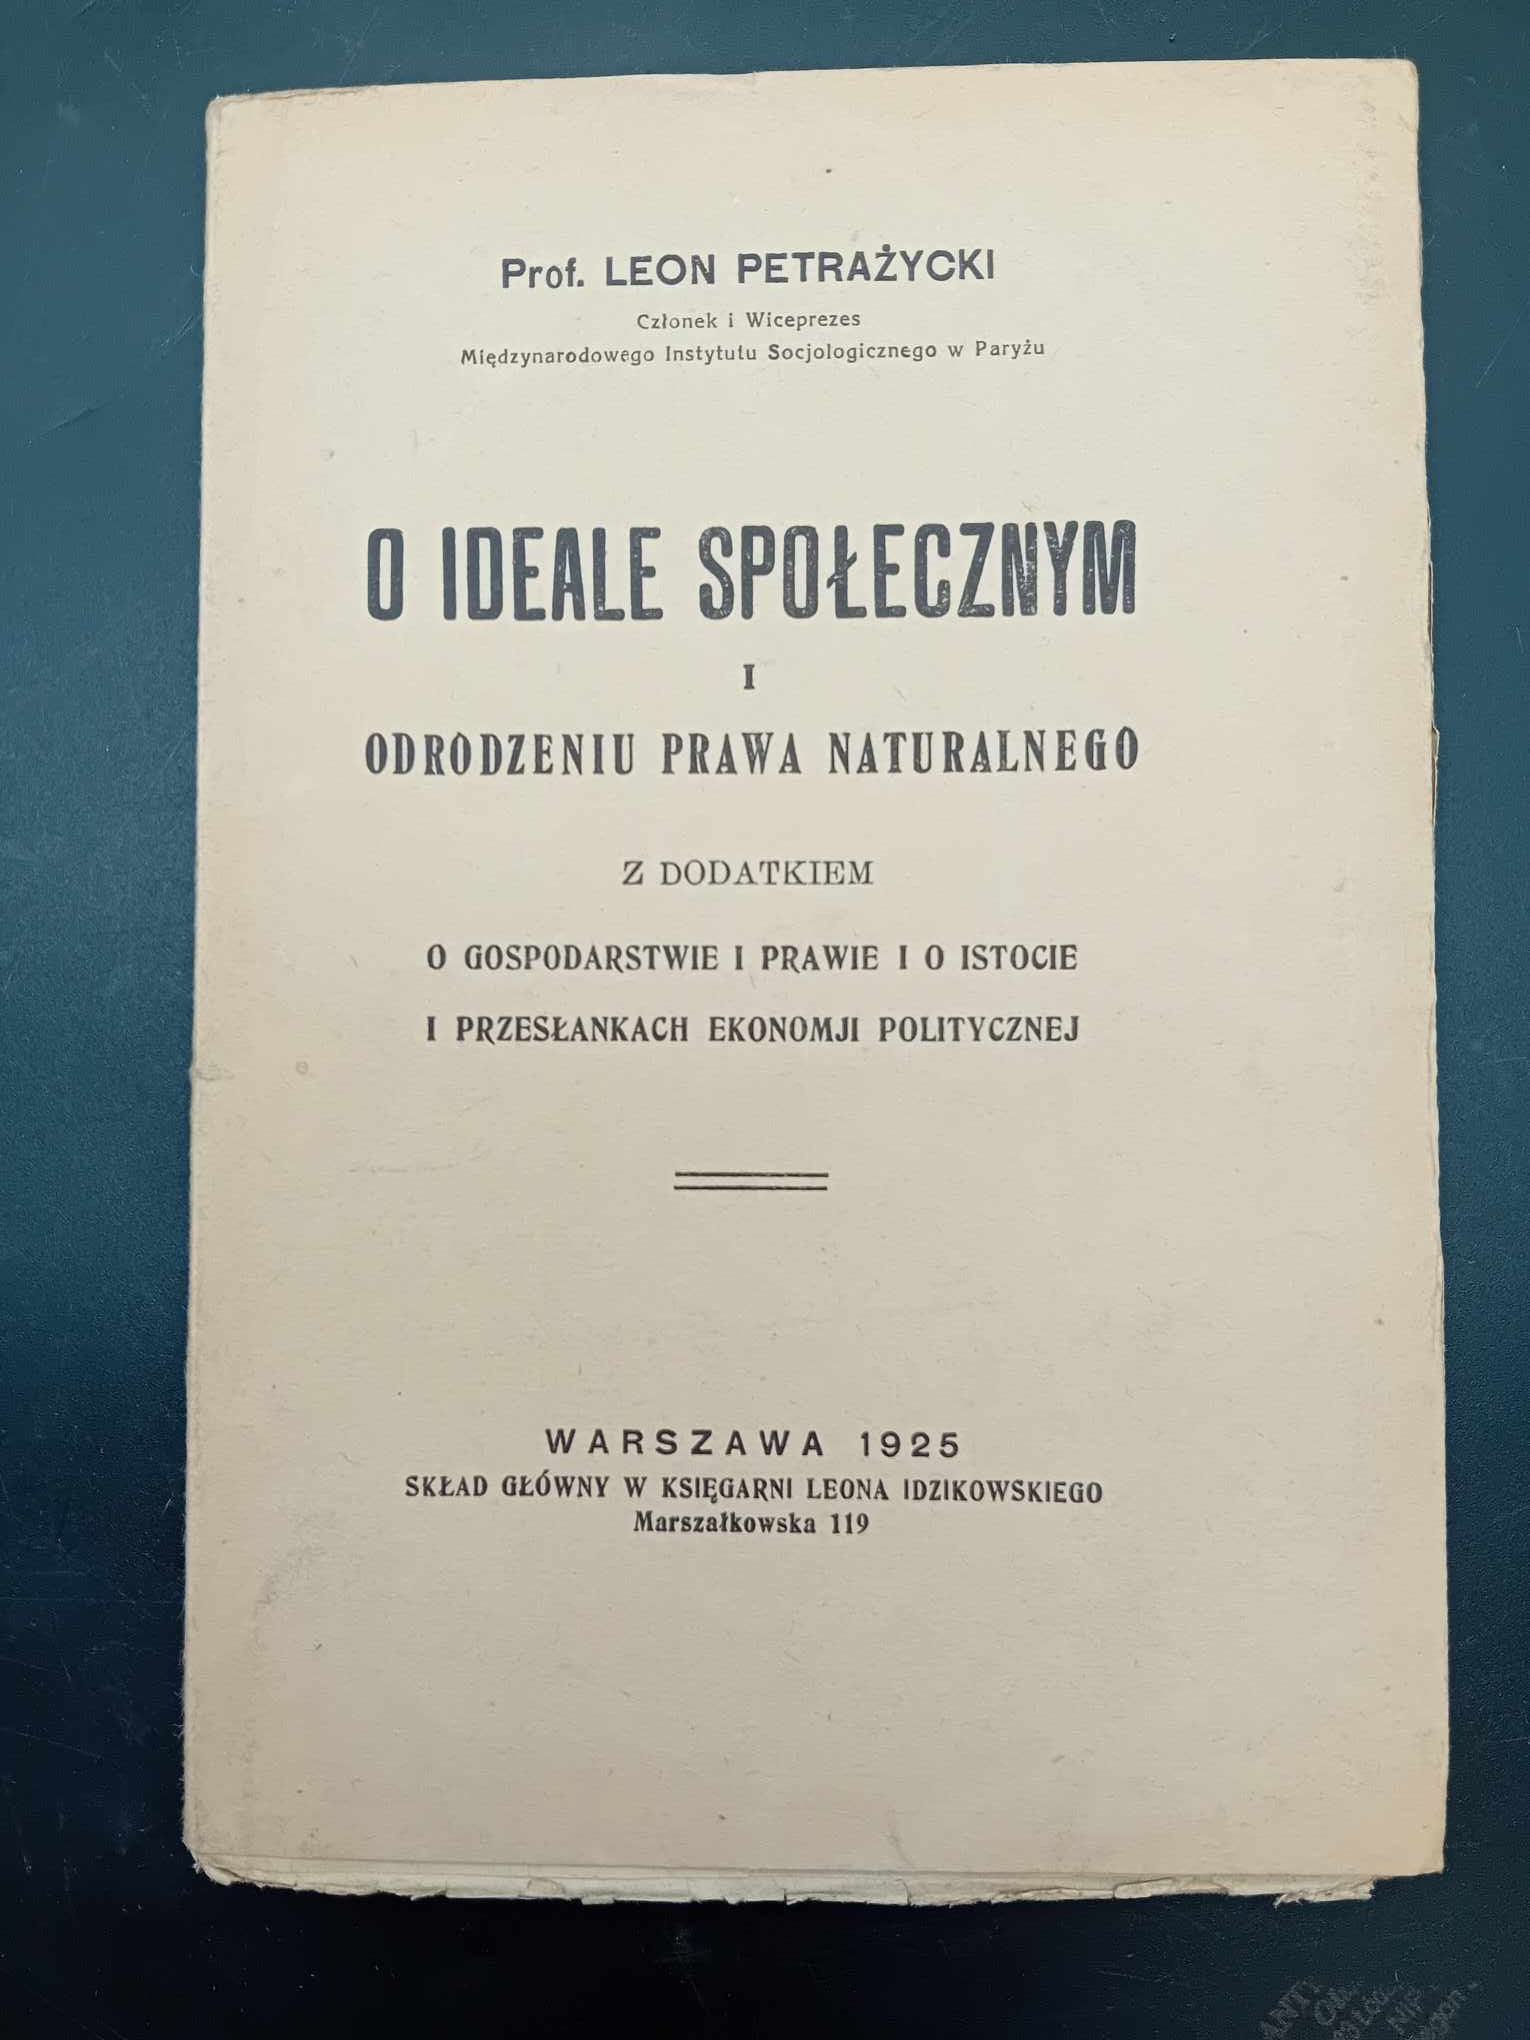 Prof. LEON PETRAŻYCKI
Członek i Wiceprezes
Międzynarodowego Instytutu Socjologicznego w Paryżu
O IDEALE SPOŁECZNYM
I
ODRODZENIU PRAWA NATURALNEGO
Z DODATKIEM
O GOSPODARSTWIE I PRAWIE I O ISTOCIE
I PRZESŁANKACH EKONOMJI POLITYCZNEJ
WARSZAWA 1925
SKŁAD GŁÓWNY W KSIĘGARNI LEONA IDZIKOWSKIEGO
Marszałkowska 119